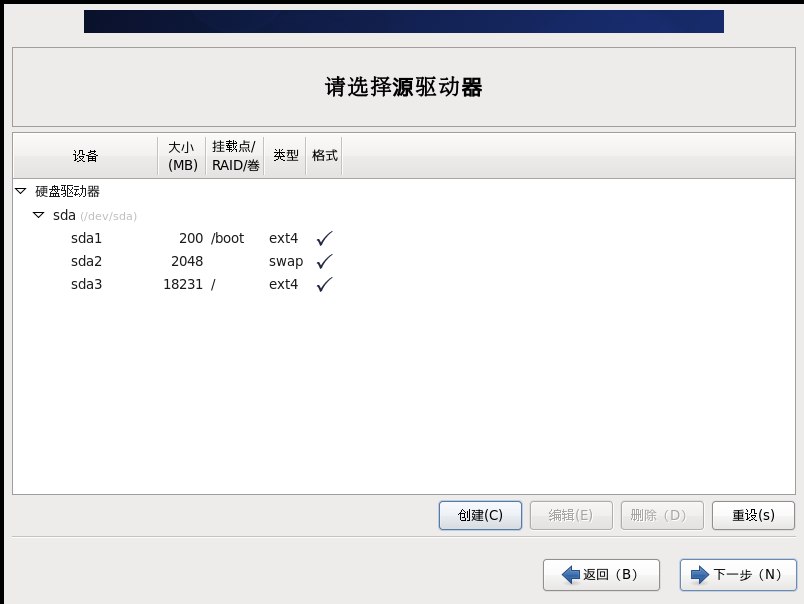 请选择源驱动器
设备 大小 (MB) 挂载点/ RAID/卷 类型 格式
硬盘驱动器
sda (/dev/sda)
sda1 200 /boot ext4 ✓
sda2 2048 swap ✓
sda3 18231 / ext4 ✓
创建(C) 编辑(E) 删除（D） 重设(s)
返回（B） 下一步（N）